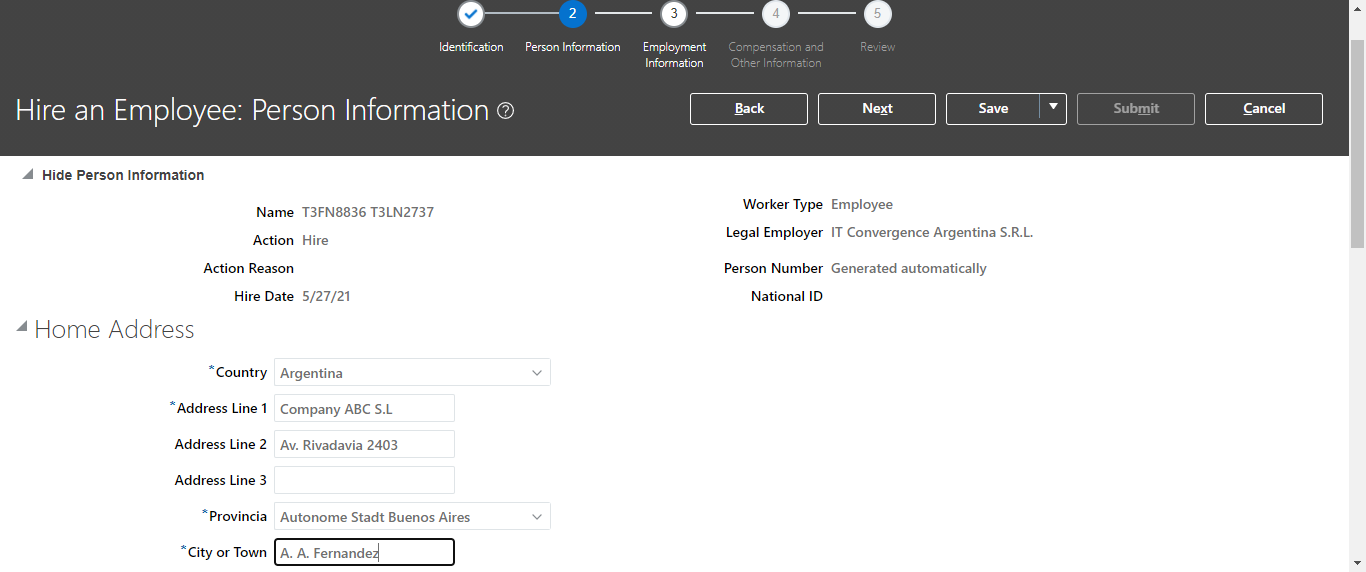 2
3
4
5
Identification
Person Information
Employment
Information
Compensation and
Other Information
Review
Hire an Employee: Person Information ?
Back
Next
Save
Submit
Cancel
Hide Person Information
Name T3FN8836 T3LN2737
Action Hire
Action Reason
Hire Date 5/27/21
Worker Type Employee
Legal Employer IT Convergence Argentina S.R.L.
Person Number Generated automatically
National ID
Home Address
*Country Argentina
*Address Line 1 Company ABC S.L
Address Line 2 Av. Rivadavia 2403
Address Line 3
*Provincia Autonome Stadt Buenos Aires
*City or Town A. A. Fernandez